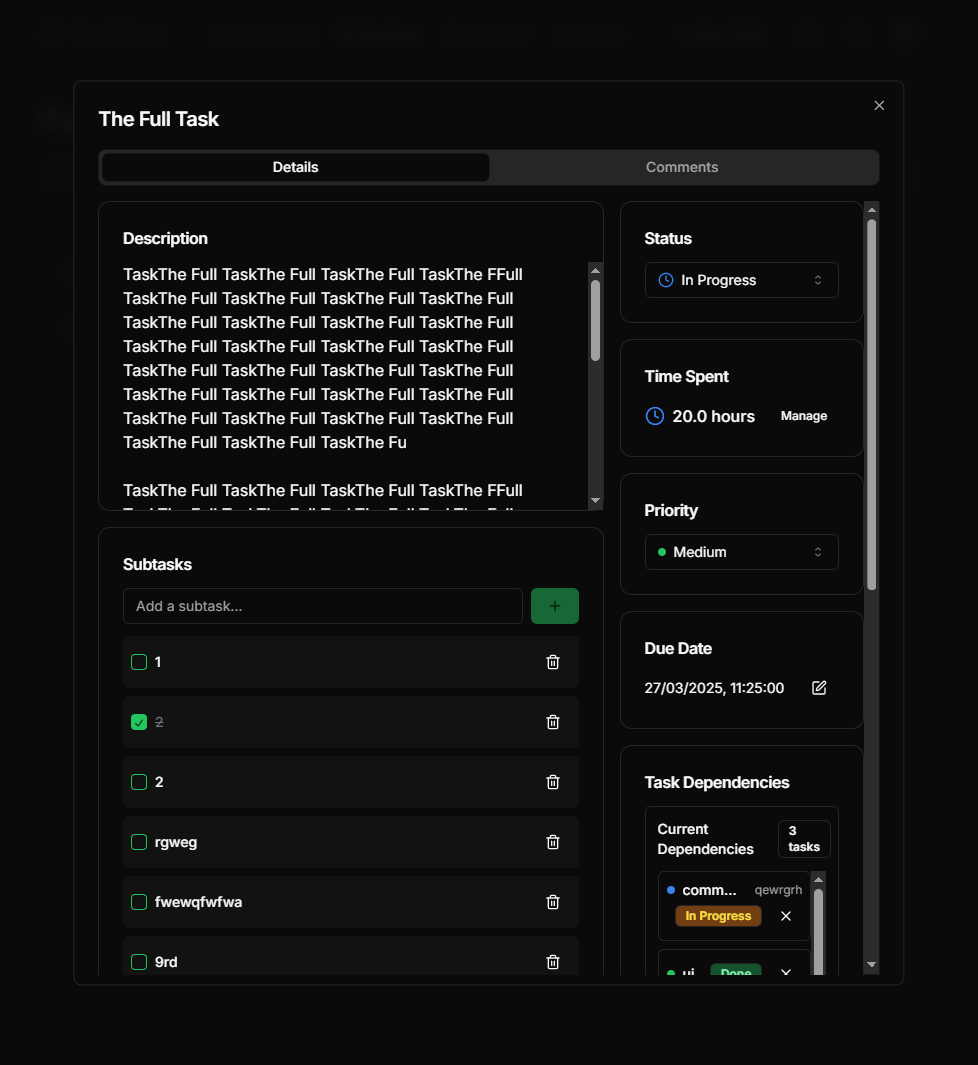 The Full Task
Details
Comments
Description
TaskThe Full TaskThe Full TaskThe Full TaskThe FFull
TaskThe Full TaskThe Full TaskThe Full TaskThe Full
TaskThe Full TaskThe Full TaskThe Full TaskThe Full
TaskThe Full TaskThe Full TaskThe Full TaskThe Full
TaskThe Full TaskThe Full TaskThe Full TaskThe Full
TaskThe Full TaskThe Full TaskThe Full TaskThe Full
TaskThe Full TaskThe Full TaskThe Full TaskThe Full
TaskThe Full TaskThe Full TaskThe Fu
TaskThe Full TaskThe Full TaskThe Full TaskThe FFull
Subtasks
Add a subtask...
1
2
2
rgweg
fwewqfwfwa
9rd
Status
In Progress
Time Spent
20.0 hours
Manage
Priority
Medium
Due Date
27/03/2025, 11:25:00
Task Dependencies
Current
Dependencies
3
tasks
comm...
qewrgrh
In Progress
ui
Done